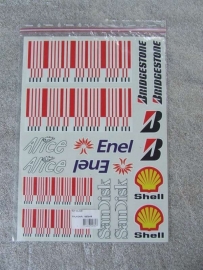 BRIDGESTONE
BRIDGESTONE
Alice
Enel
B
B
Alice
Enel
SanDisk
SanDisk
Shell
Shell